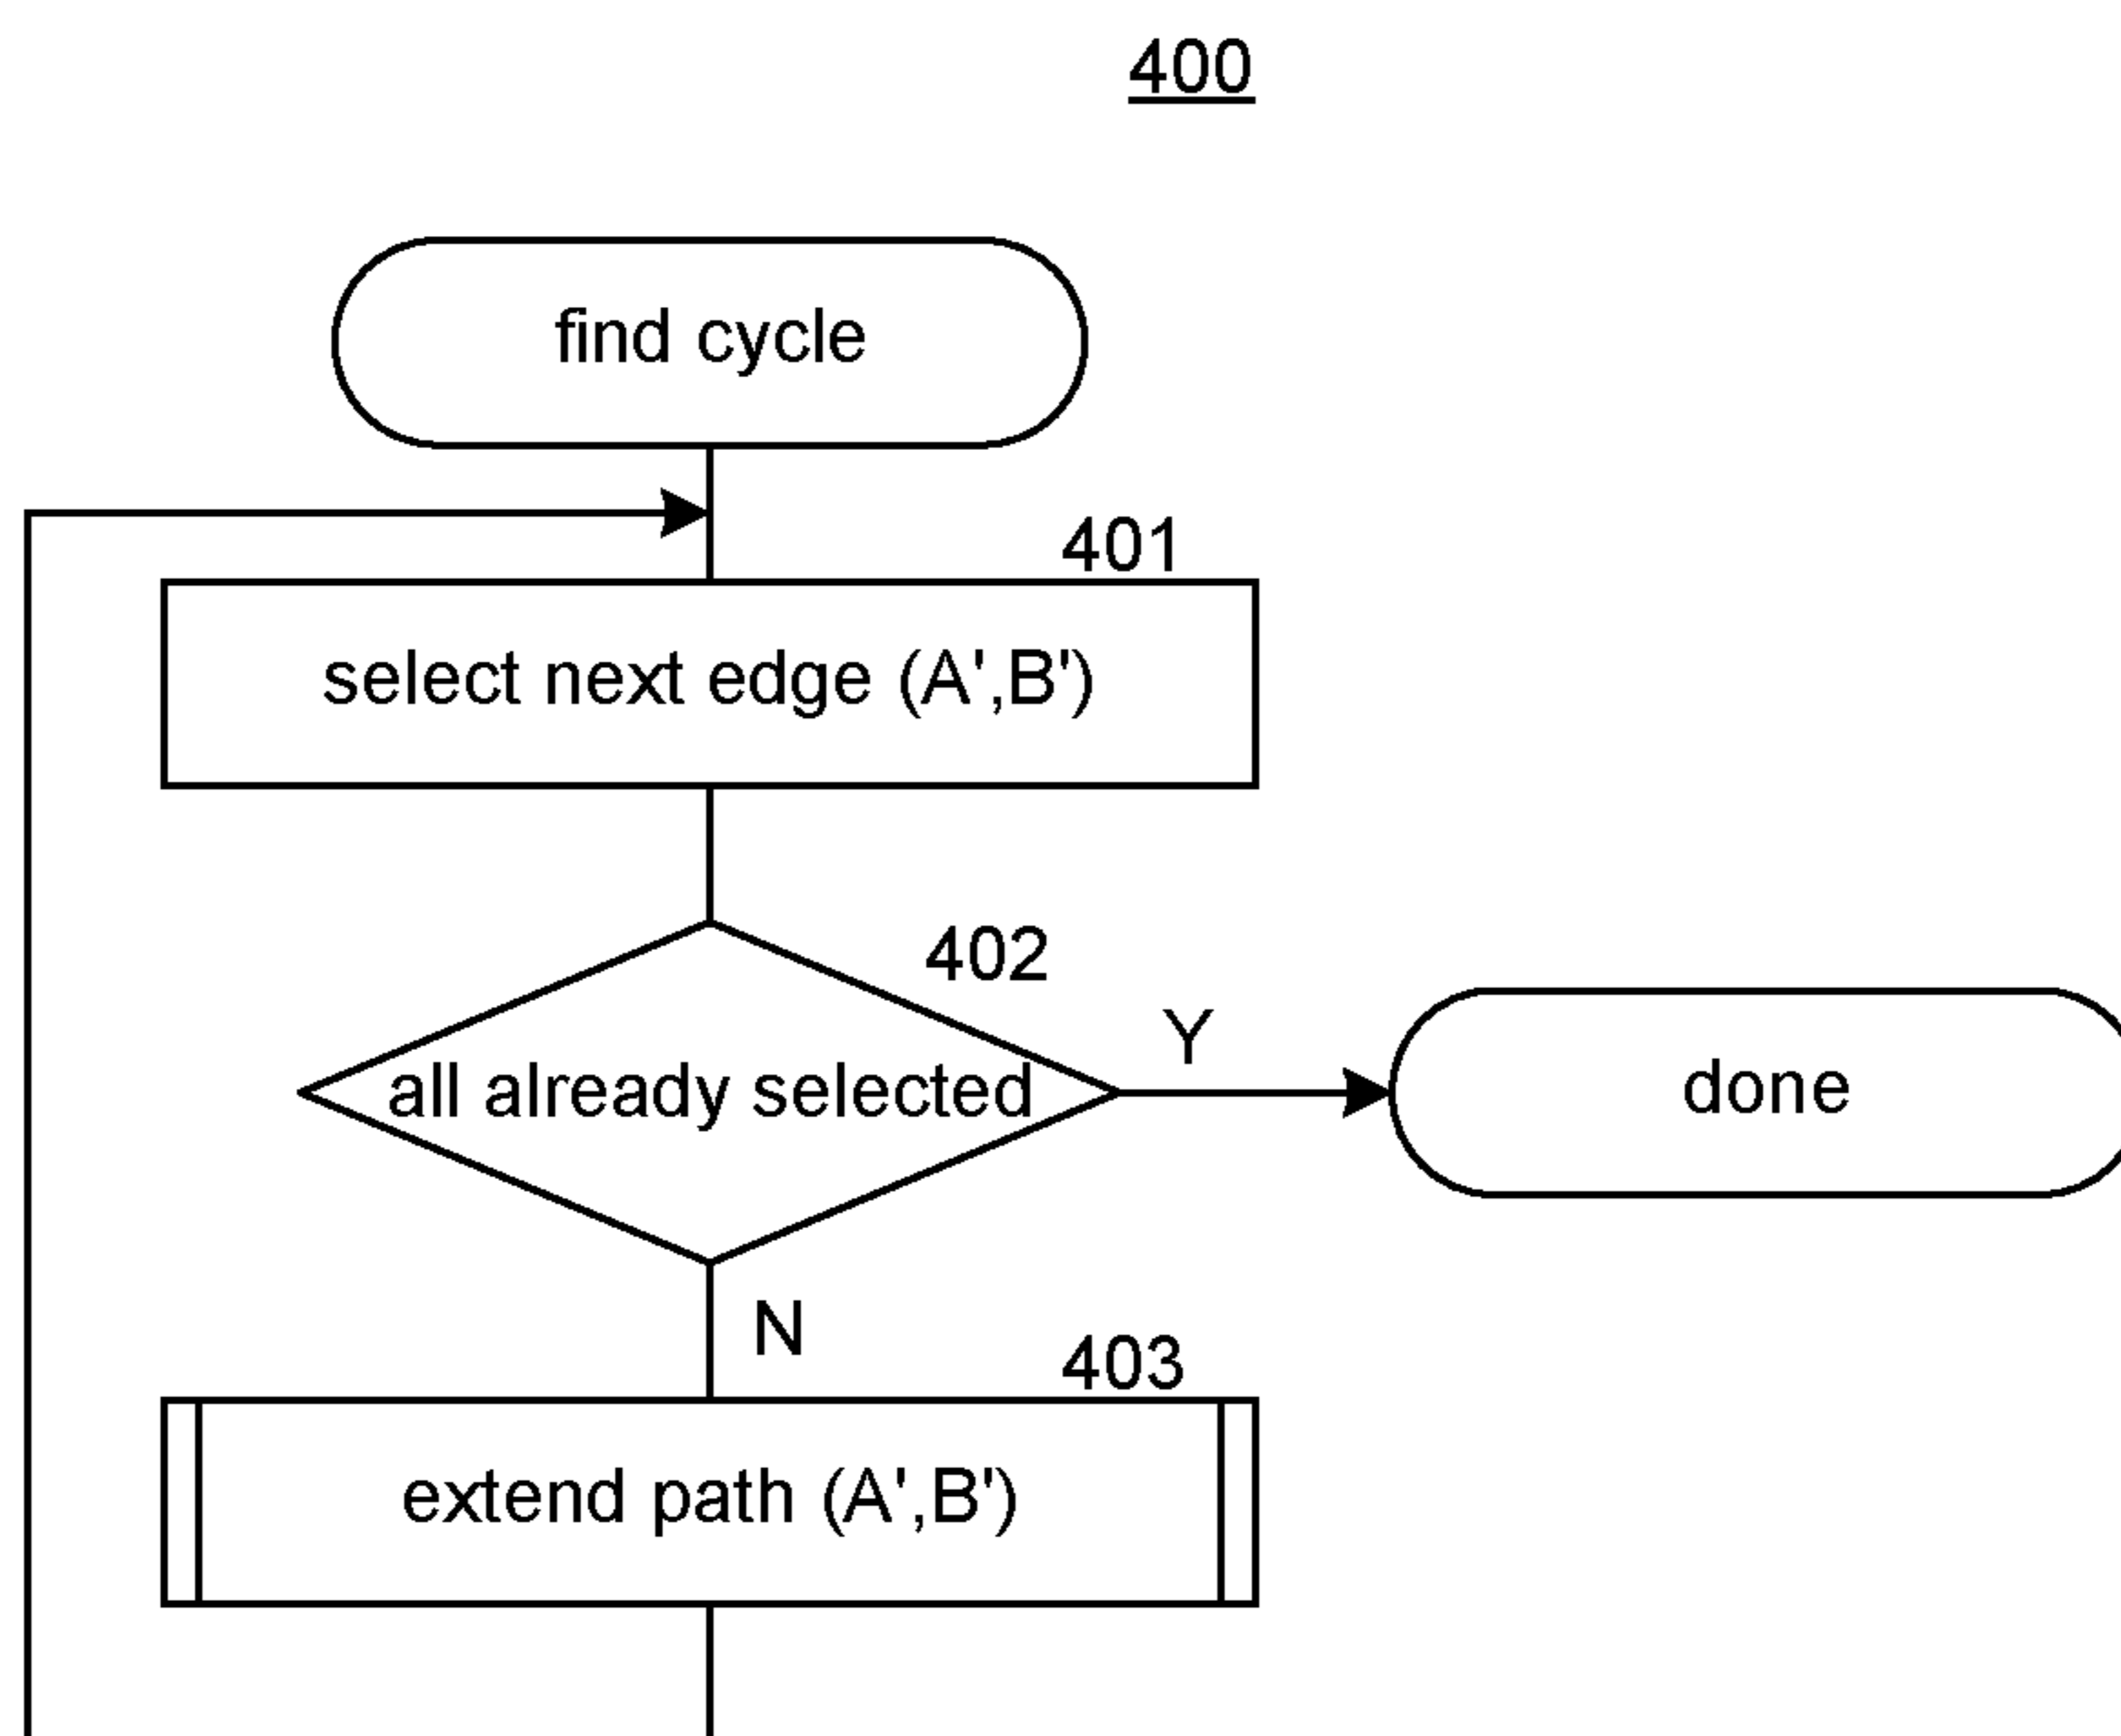 400
find cycle
401
select next edge (A',B')
402
Y
all already selected
done
N
403
extend path (A',B')